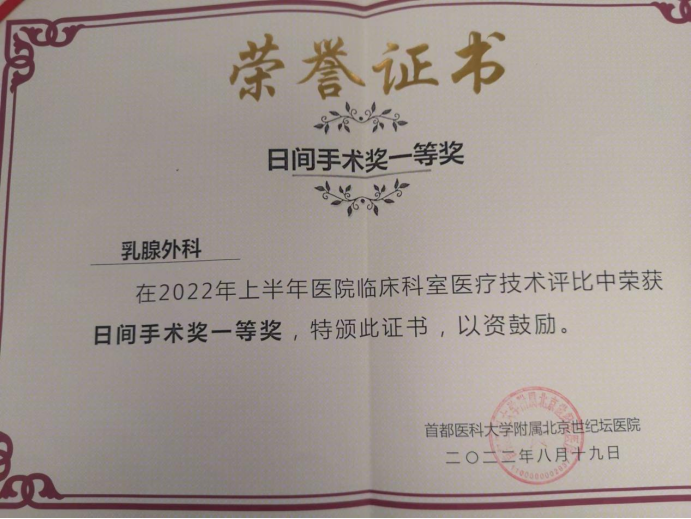 荣誉证书
日间手术奖一等奖
乳腺外科
在2022年上半年医院临床科室医疗技术评比中荣获
日间手术奖一等奖，特颁此证书，以资鼓励。
首都医科大学附属北京世纪坛医院
二〇二二年八月十九日